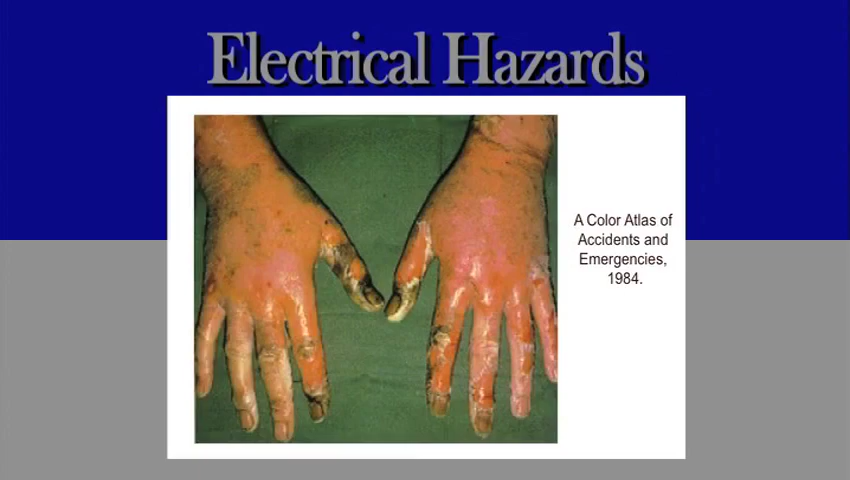 Electrical Hazards
A Color Atlas of
Accidents and
Emergencies,
1984.